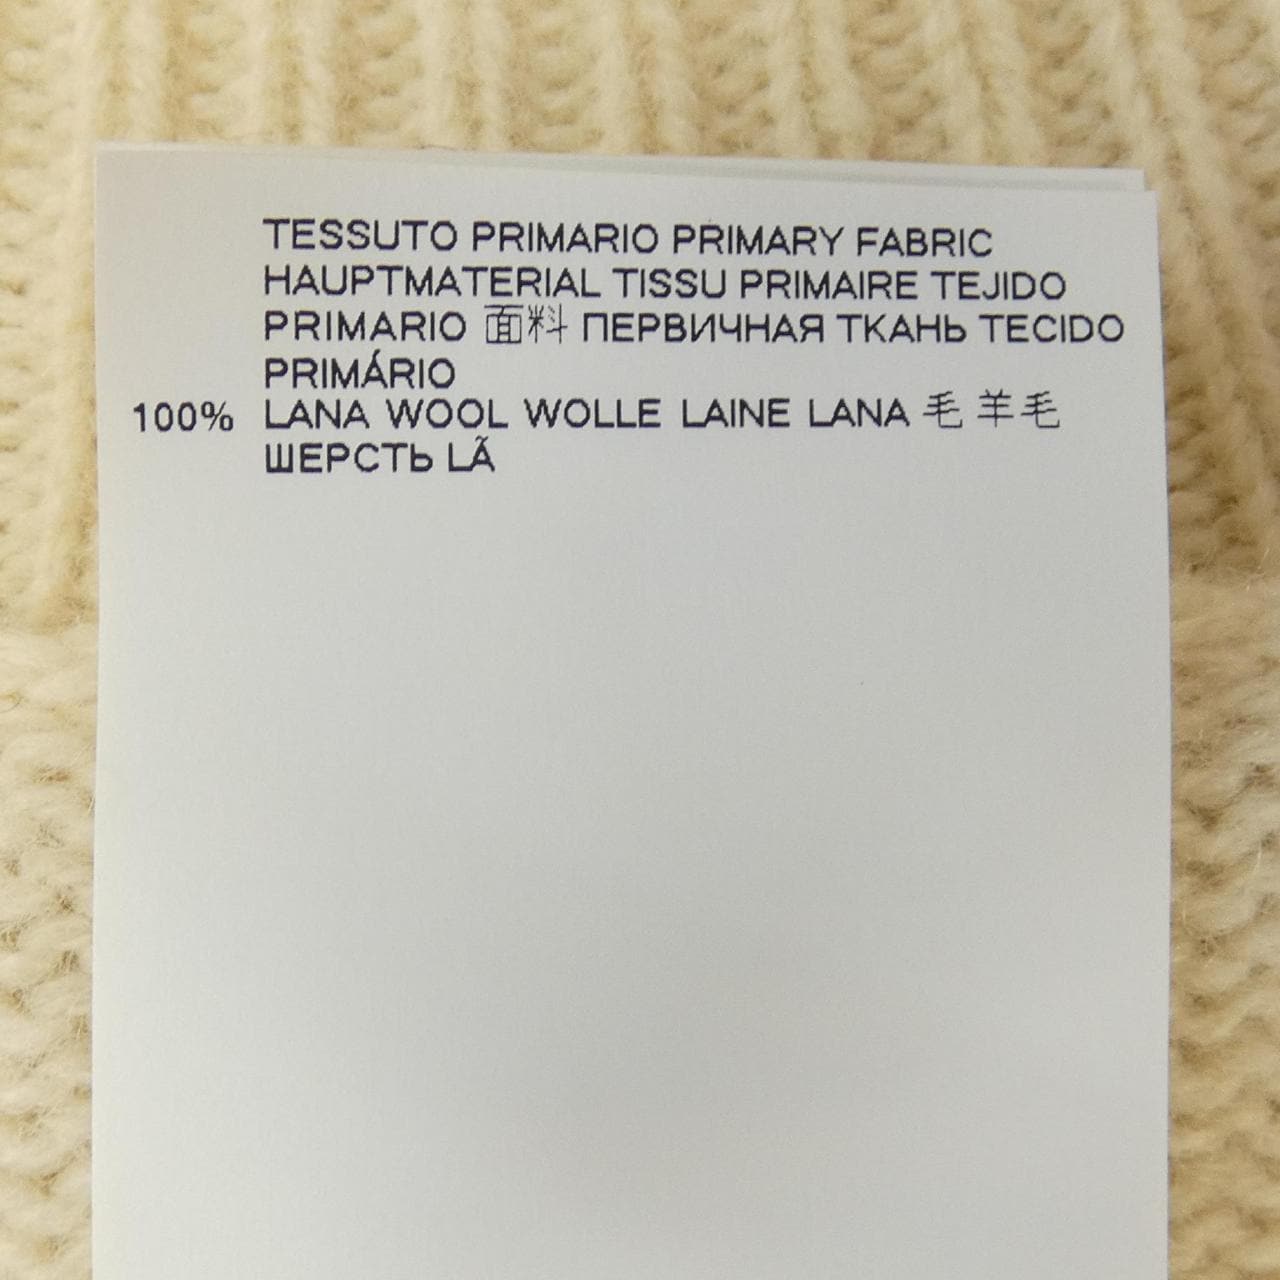 TESSUTO PRIMARIO PRIMARY FABRIC
HAUPTMATERIAL TISSU PRIMAIRE TEJIDO
PRIMARIO 面料 ПЕРВИЧНАЯ ТКАНЬ TECIDO
PRIMÁRIO
100% LANA WOOL WOLLE LAINE LANA 毛 羊毛
ШЕРСТЬ LÃ